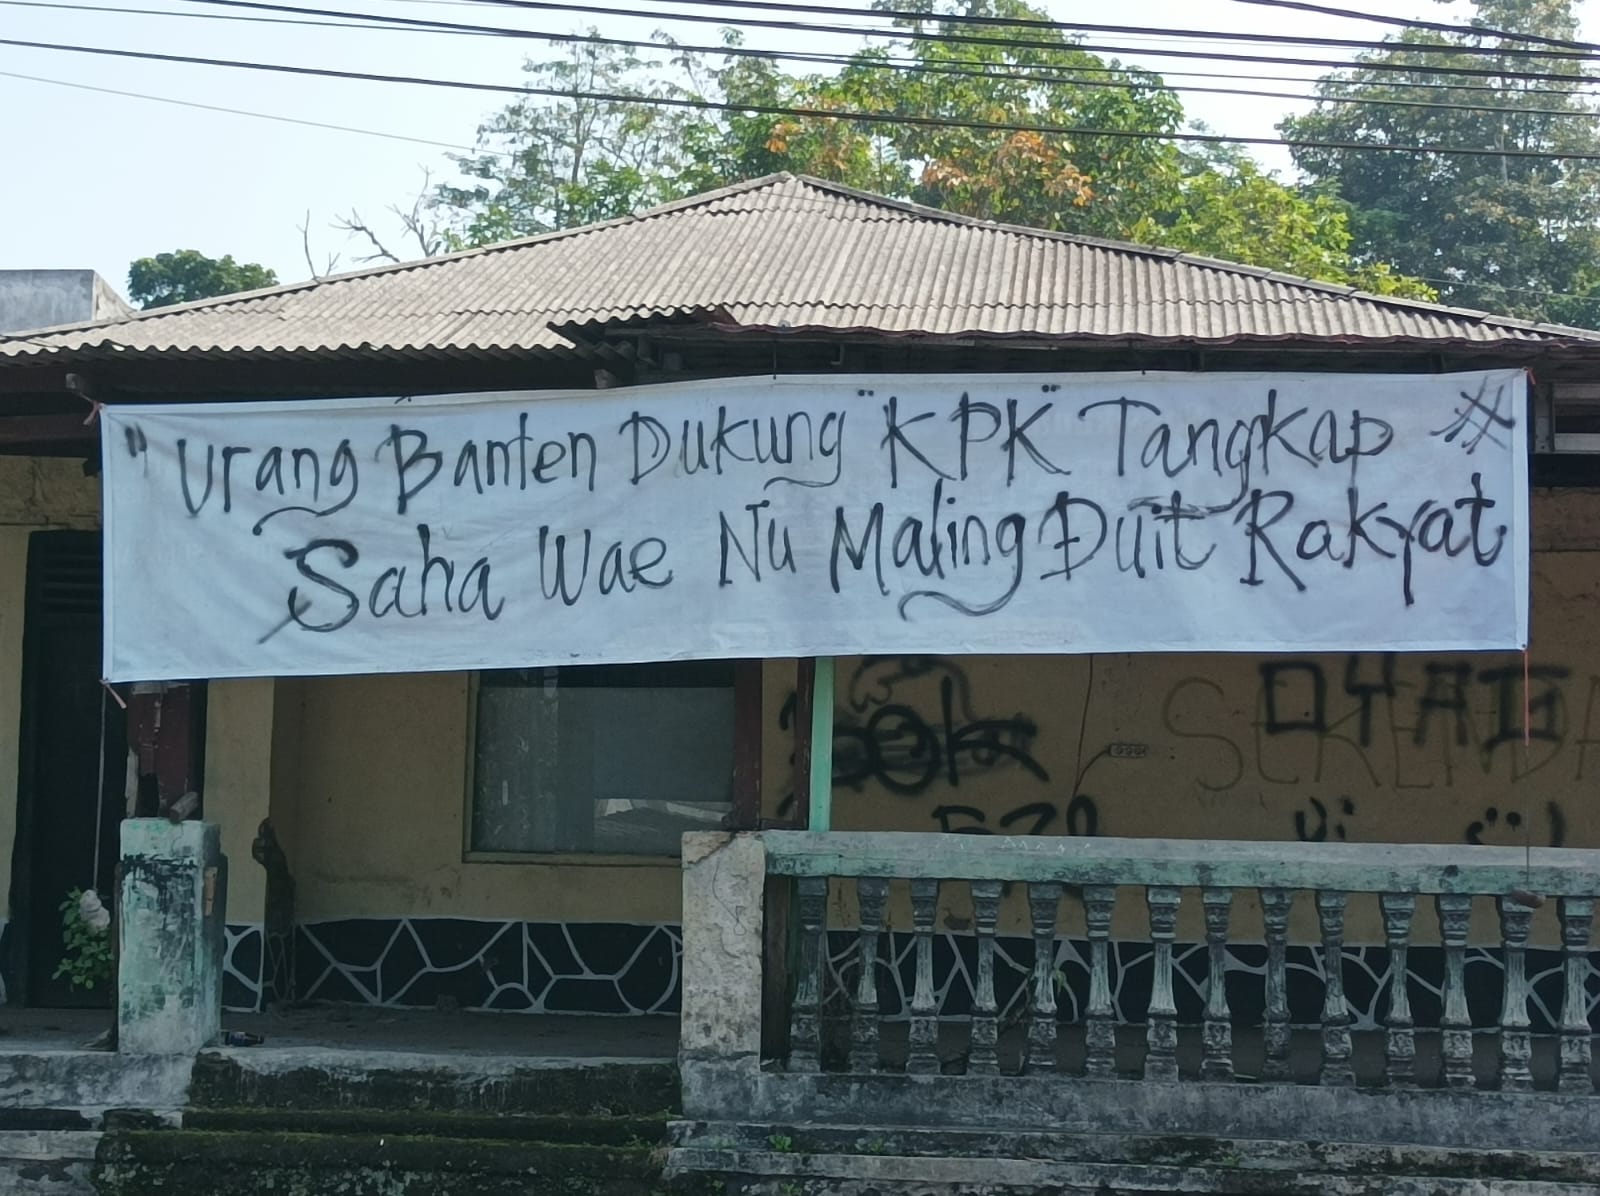 " Urang Banten Dukung "KPK" Tangkap #
Saha Wae Nu Maling Duit Rakyat